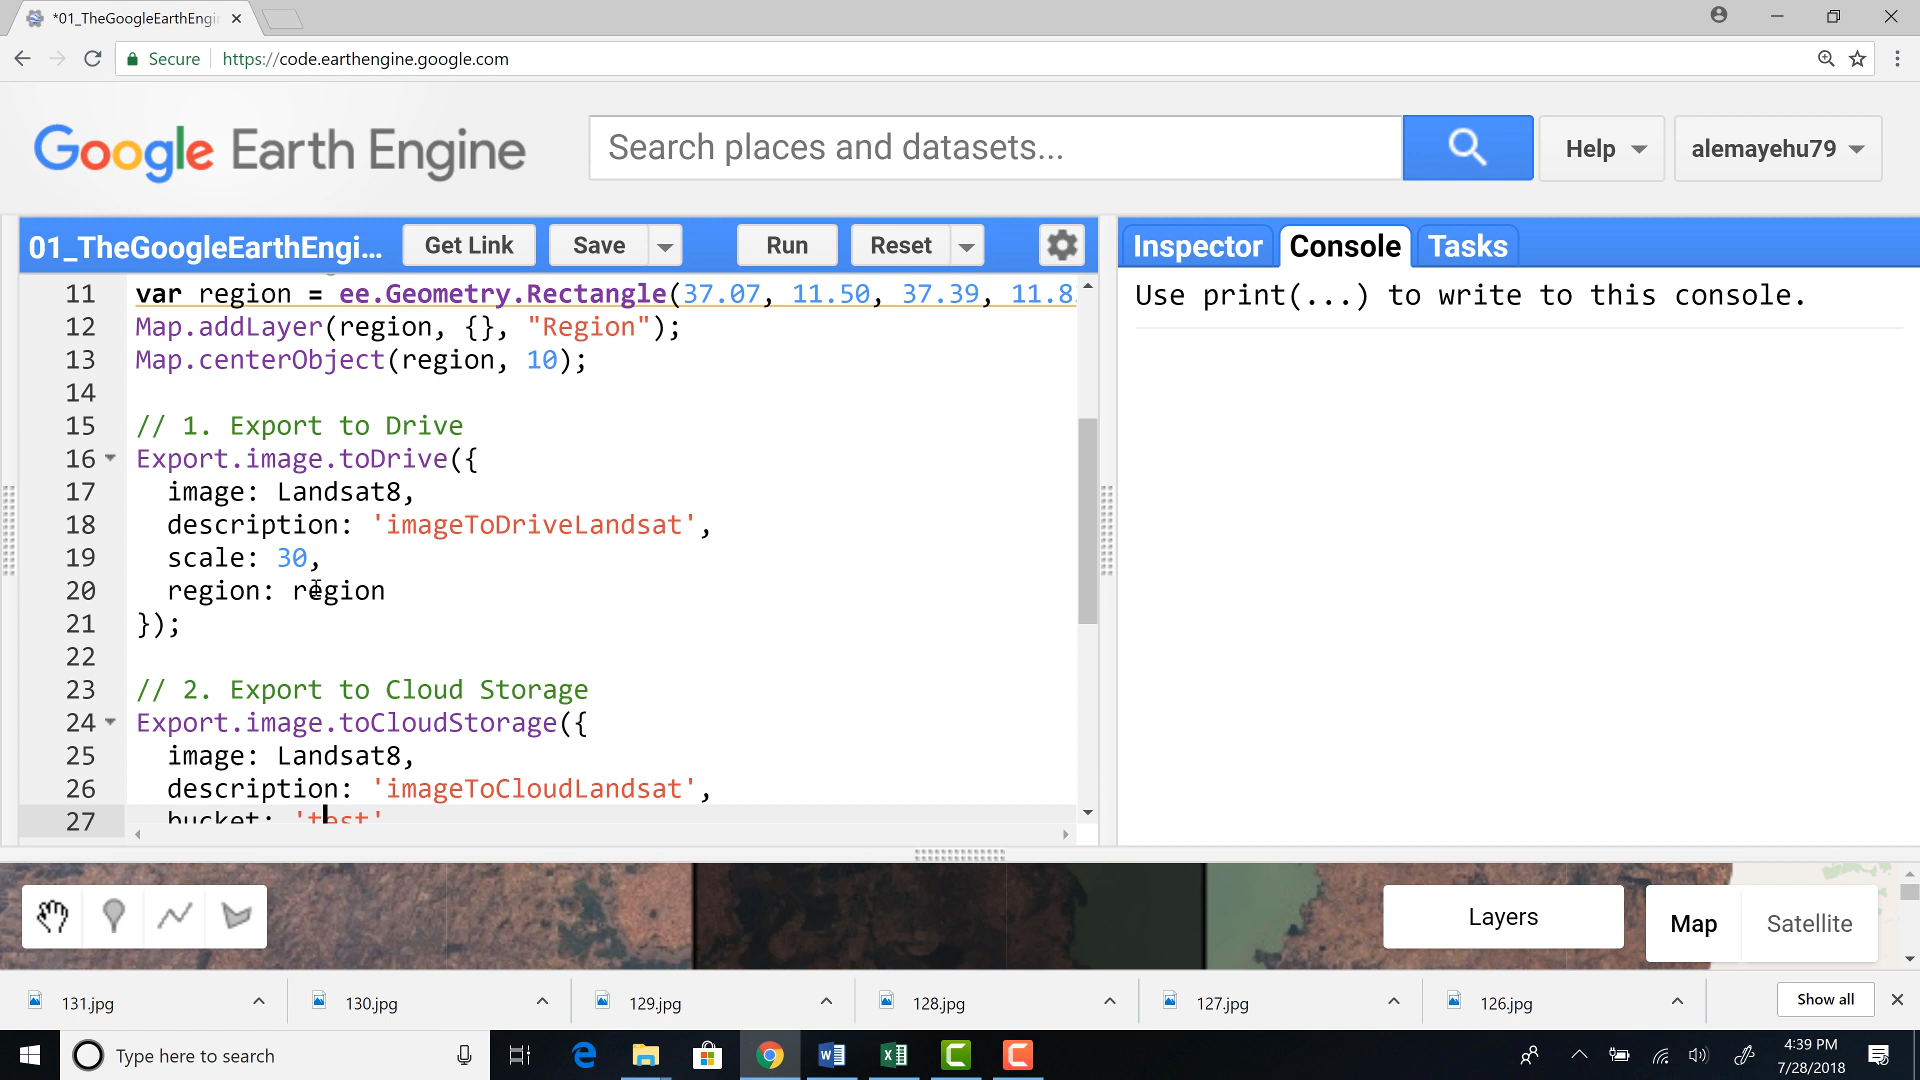 *01_TheGoogleEarthEngi
Secure https://code.earthengine.google.com
Google Earth Engine
Search places and datasets...
Help
alemayehu79
01_TheGoogleEarthEngi...
Get Link
Save
Run
Reset
Inspector
Console
Tasks
11 var region = ee.Geometry.Rectangle(37.07, 11.50, 37.39, 11.8
12 Map.addLayer(region, {}, "Region");
13 Map.centerObject(region, 10);
14
15 // 1. Export to Drive
16 Export.image.toDrive({
17 image: Landsat8,
18 description: 'imageToDriveLandsat',
19 scale: 30,
20 region: region
21 });
22
23 // 2. Export to Cloud Storage
24 Export.image.toCloudStorage({
25 image: Landsat8,
26 description: 'imageToCloudLandsat',
27 bucket: 'test'
Use print(...) to write to this console.
Layers
Map
Satellite
131.jpg
130.jpg
129.jpg
128.jpg
127.jpg
126.jpg
Show all
Type here to search
4:39 PM
7/28/2018